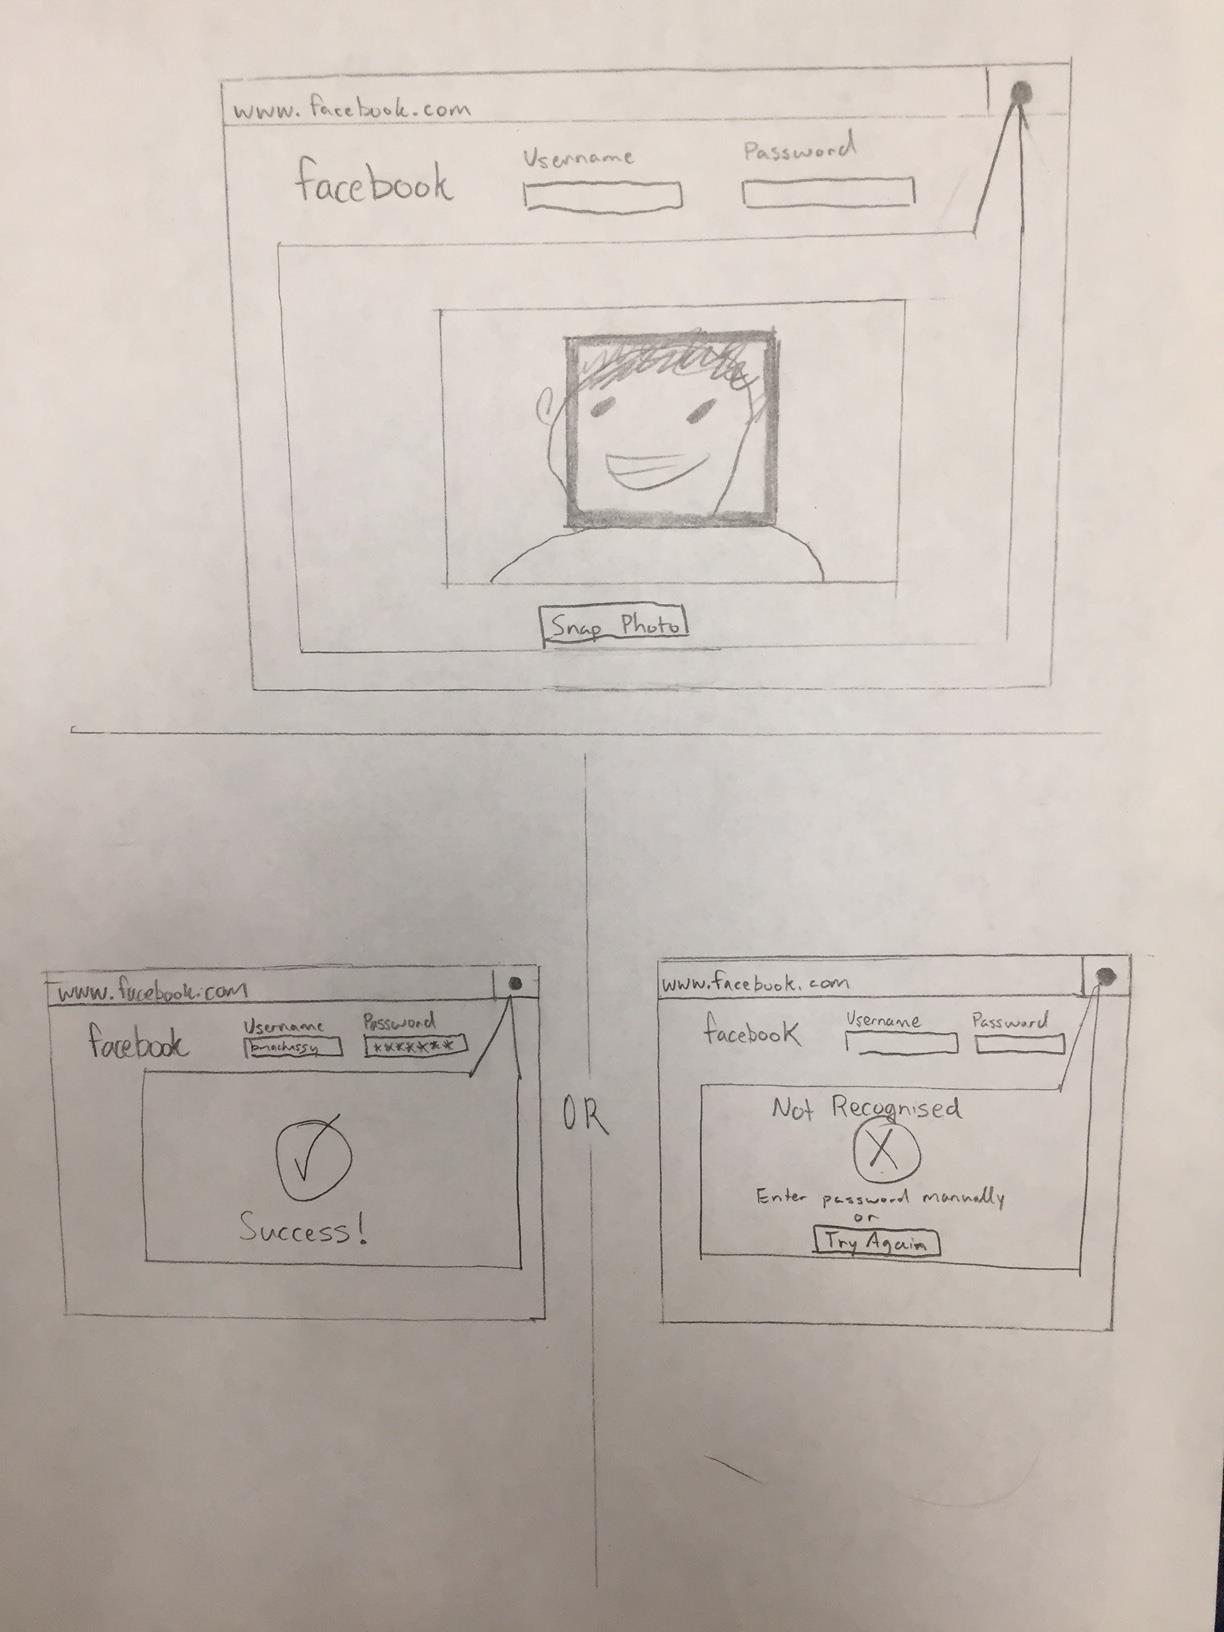 www.facebook.com
facebook
Username Password
Snap Photo
www.facebook.com
facebook
Username Password
*******
Success!
OR
www.facebook.com
facebook
Username Password
Not Recognised
X
Enter password manually
or
Try Again